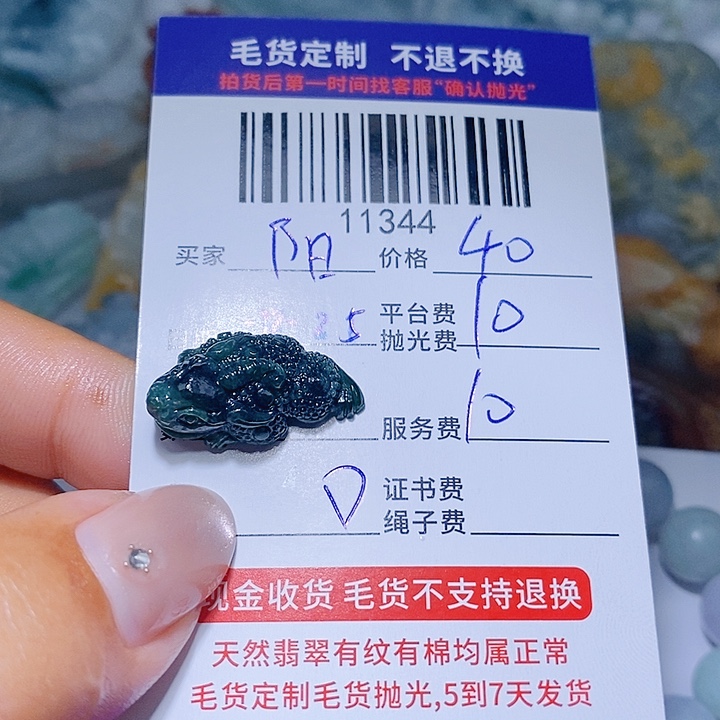 毛货定制 不退不换
拍货后第一时间找客服“确认抛光”
11344
买家 阳 价格 40
平台费
抛光费 10
服务费 10
证书费
绳子费
现金收货 毛货不支持退换
天然翡翠有纹有棉均属正常
毛货定制毛货抛光,5到7天发货